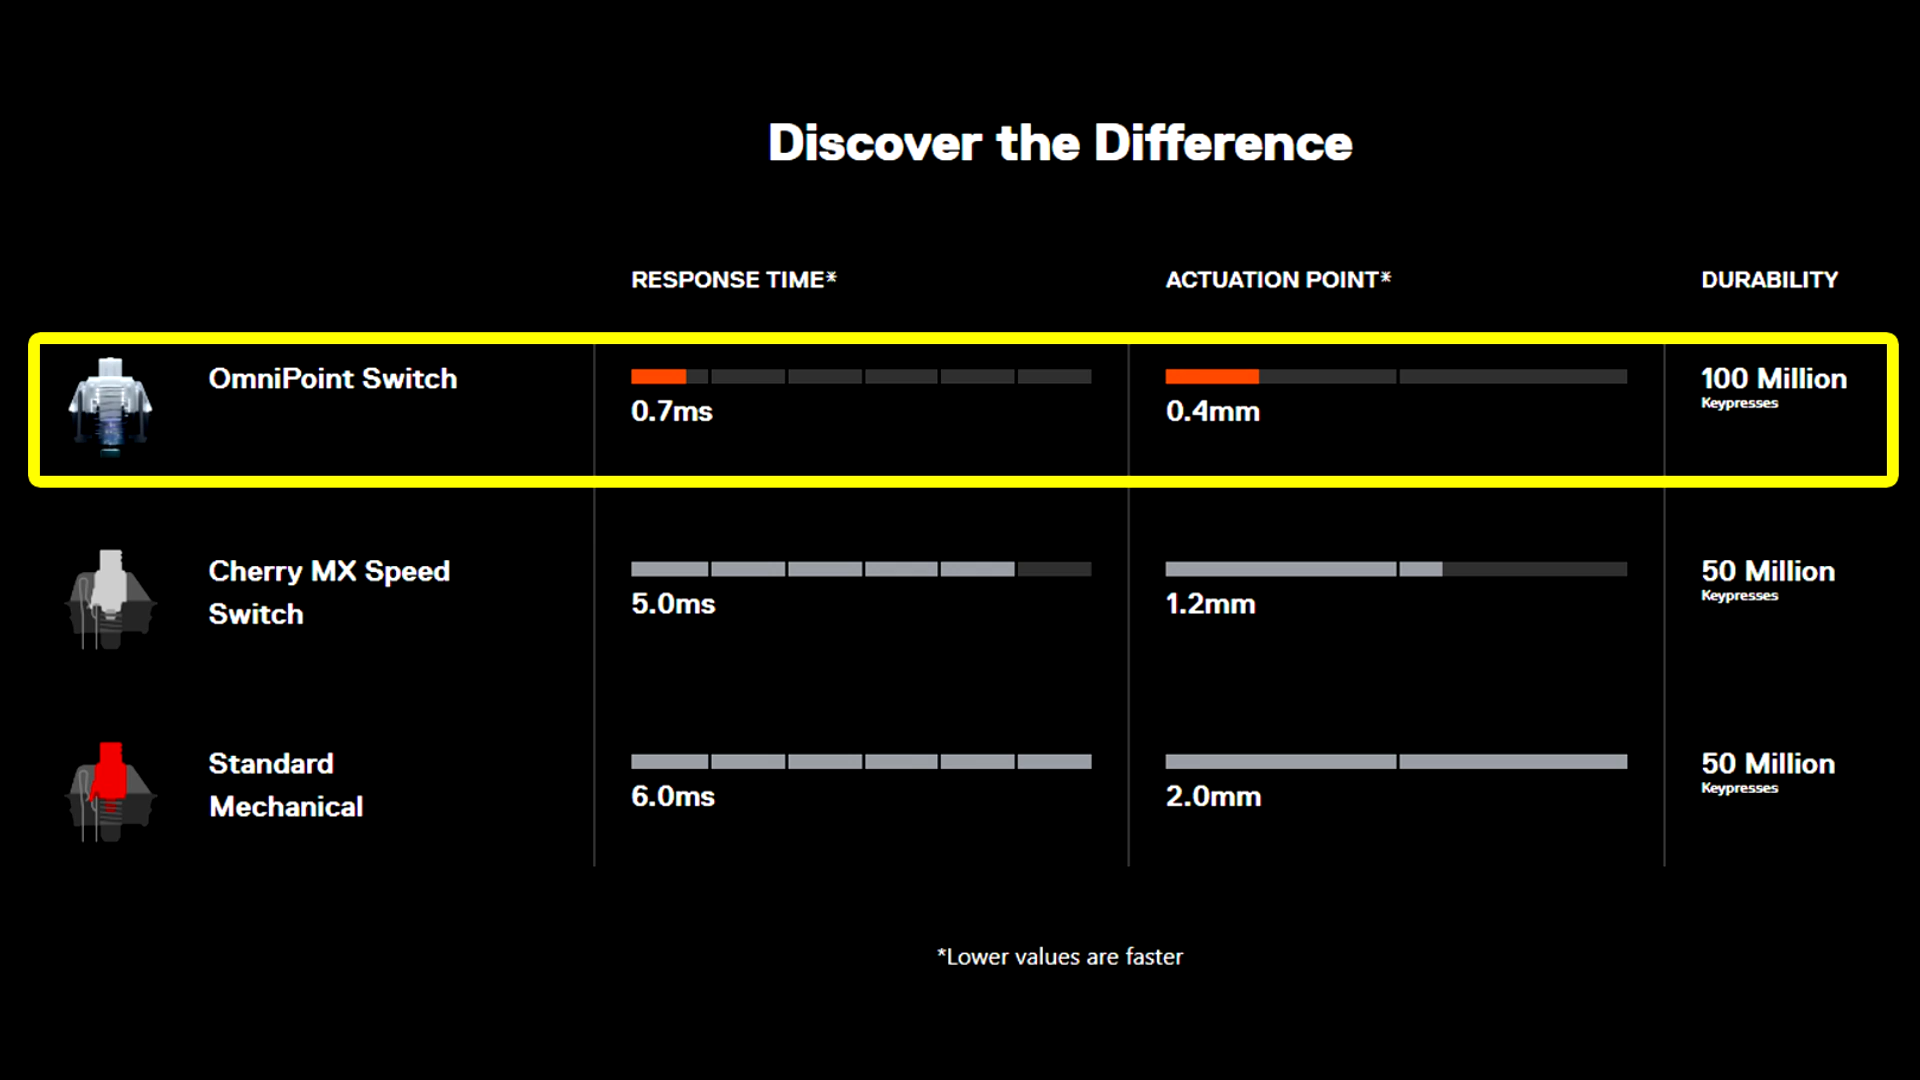 Discover the Difference
RESPONSE TIME* ACTUATION POINT* DURABILITY
OmniPoint Switch
0.7ms
0.4mm
100 Million
Keypresses
Cherry MX Speed
Switch
5.0ms
1.2mm
50 Million
Keypresses
Standard
Mechanical
6.0ms
2.0mm
50 Million
Keypresses
*Lower values are faster